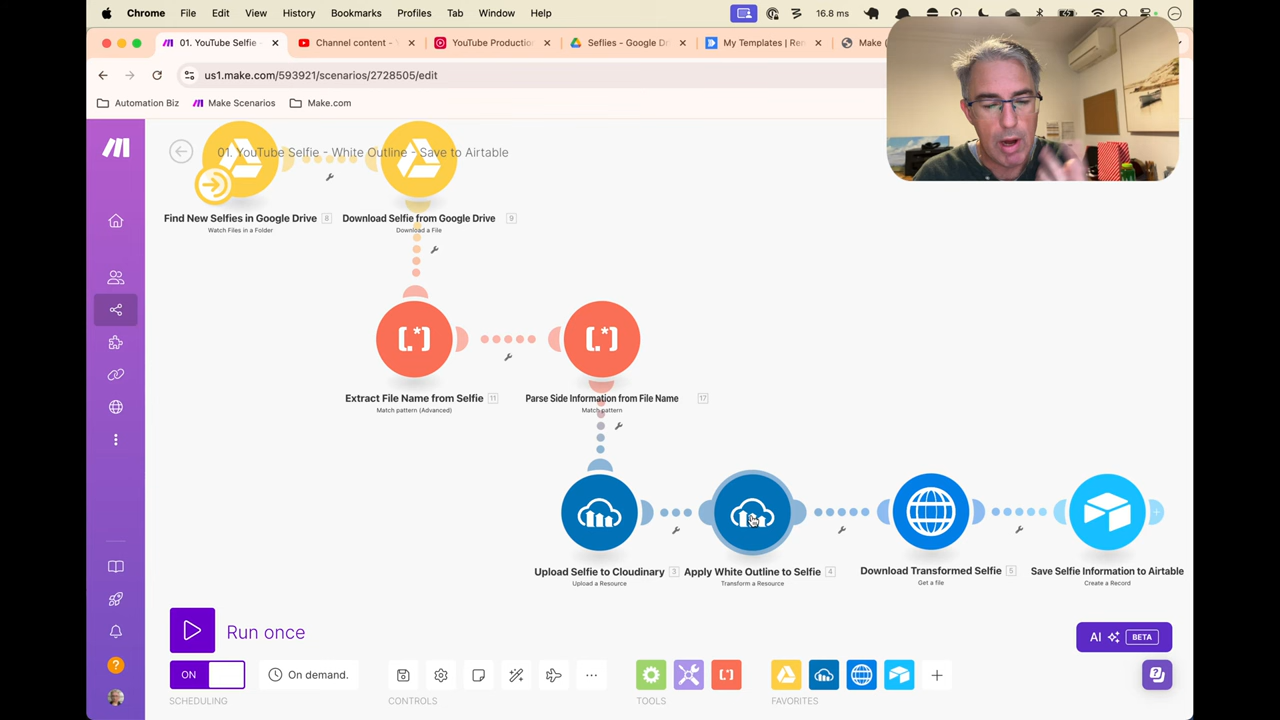 Chrome File Edit View History Bookmarks Profiles Tab Window Help 16.8 ms
01. YouTube Selfie - Channel content - Y YouTube Production Seflies - Google D My Templates | Ren Make (
us1.make.com/593921/scenarios/2728505/edit
Automation Biz Make Scenarios Make.com
01. YouTube Selfie - White Outline - Save to Airtable
Find New Selfies in Google Drive 8 Download Selfie from Google Drive 9
Watch Files in a Folder Download a File
[.*] [.*]
Extract File Name from Selfie 11 Parse Side Information from File Name 17
Match pattern (Advanced) Match pattern
Upload Selfie to Cloudinary 3 Apply White Outline to Selfie 4 Download Transformed Selfie 5 Save Selfie Information to Airtable
Upload a Resource Transform a Resource Get a file Create a Record
Run once
AI BETA
ON On demand.
SCHEDULING CONTROLS TOOLS FAVORITES